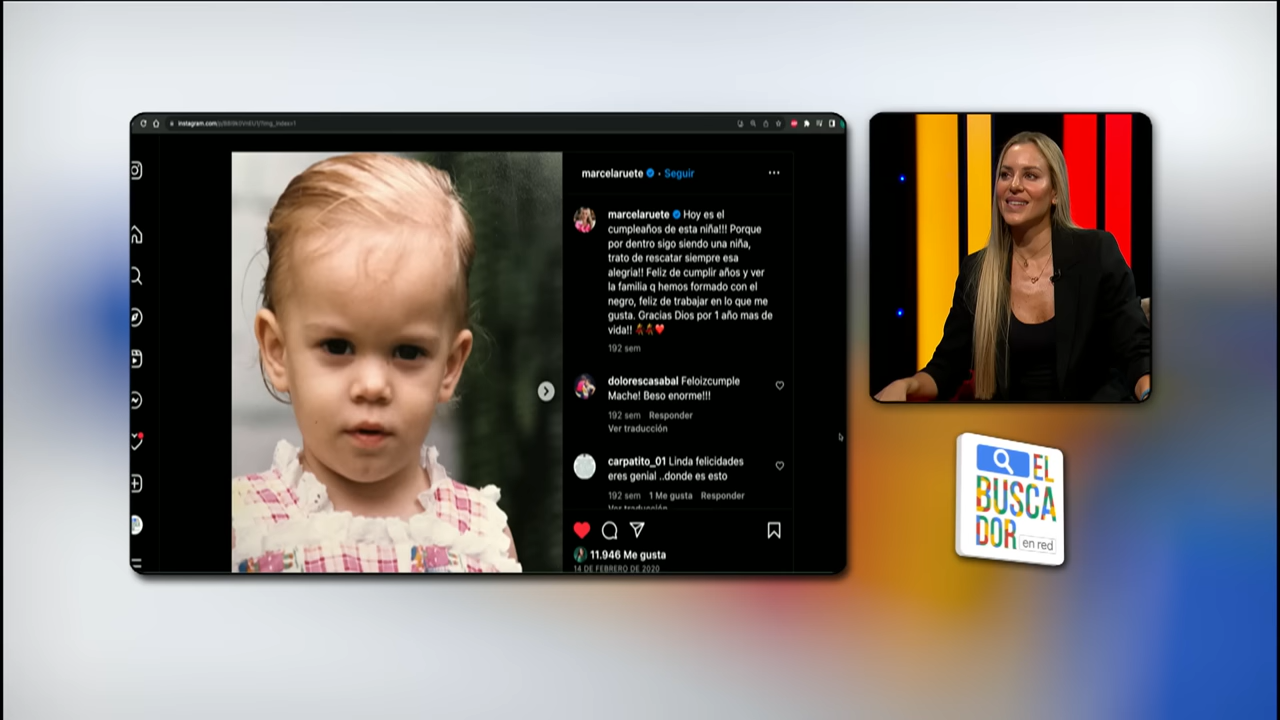 marcelaruete • Seguir
marcelaruete Hoy es el
cumpleaños de esta niña!!! Porque
por dentro sigo siendo una niña,
trato de rescatar siempre esa
alegria!! Feliz de cumplir años y ver
la familia q hemos formado con el
negro, feliz de trabajar en lo que me
gusta. Gracias Dios por 1 año mas de
vida!!
192 sem
dolorescasabal Feloizcumple
Mache! Beso enorme!!!
192 sem Responder
Ver traducción
carpatito_01 Linda felicidades
eres genial ..donde es esto
192 sem 1 Me gusta Responder
Ver traducción
11.946 Me gusta
14 DE FEBRERO DE 2020
EL
BUSCA
DOR en red